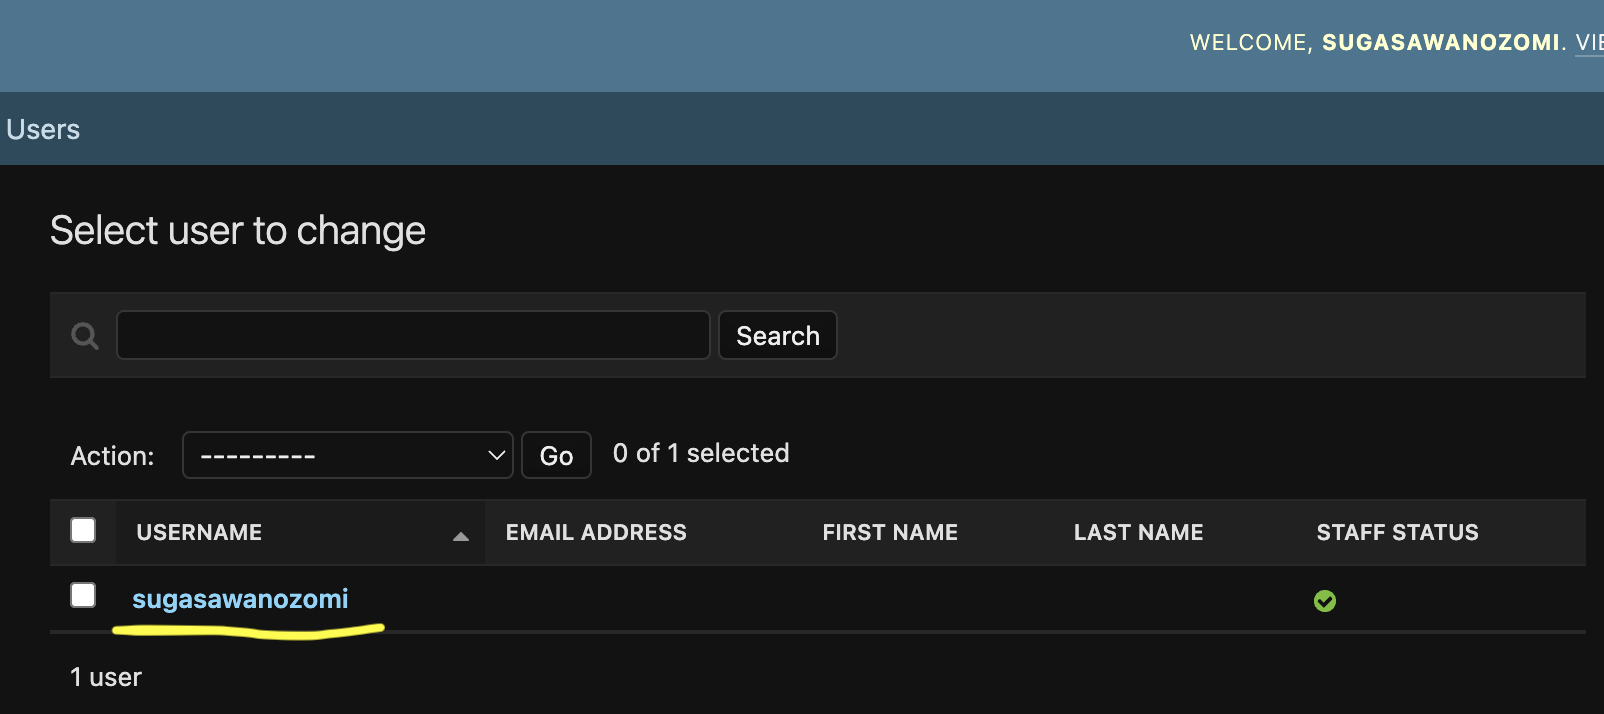 WELCOME, SUGASAWANOZOMI.
Users
Select user to change
Search
Action: --------- Go 0 of 1 selected
USERNAME EMAIL ADDRESS FIRST NAME LAST NAME STAFF STATUS
sugasawanozomi
1 user